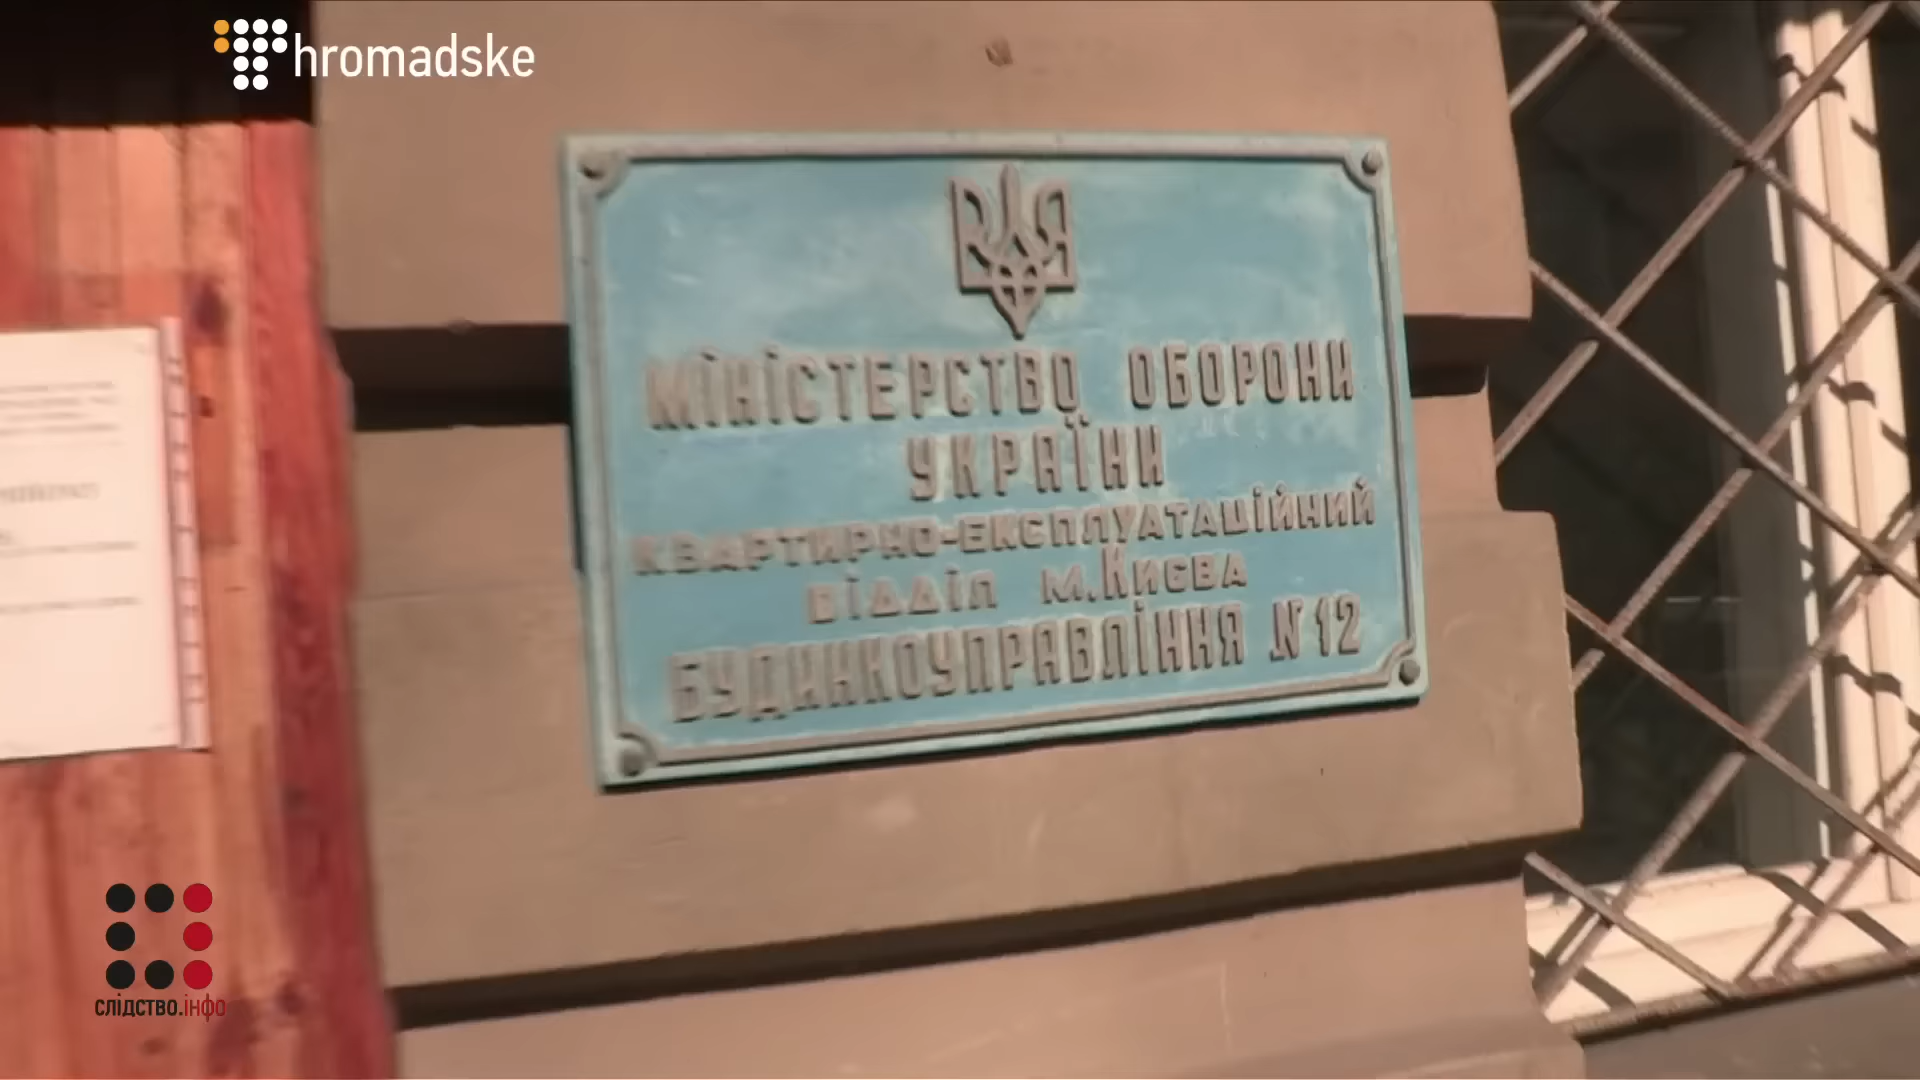 hromadske
МІНІСТЕРСТВО ОБОРОНИ
УКРАЇНИ
КВАРТИРНО-ЕКСПЛУАТАЦІЙНИЙ
ВІДДІЛ М.КИЄВА
БУДИНКОУПРАВЛІННЯ №12
слідство.інфо